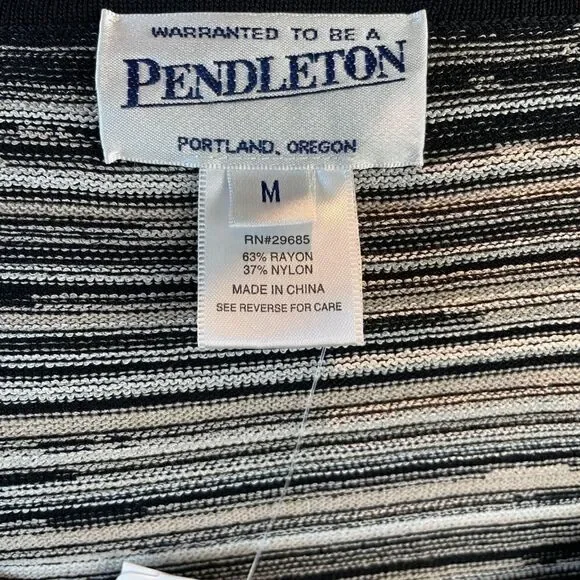 WARRANTED TO BE A
PENDLETON
PORTLAND, OREGON
M
RN#29685
63% RAYON
37% NYLON
MADE IN CHINA
SEE REVERSE FOR CARE